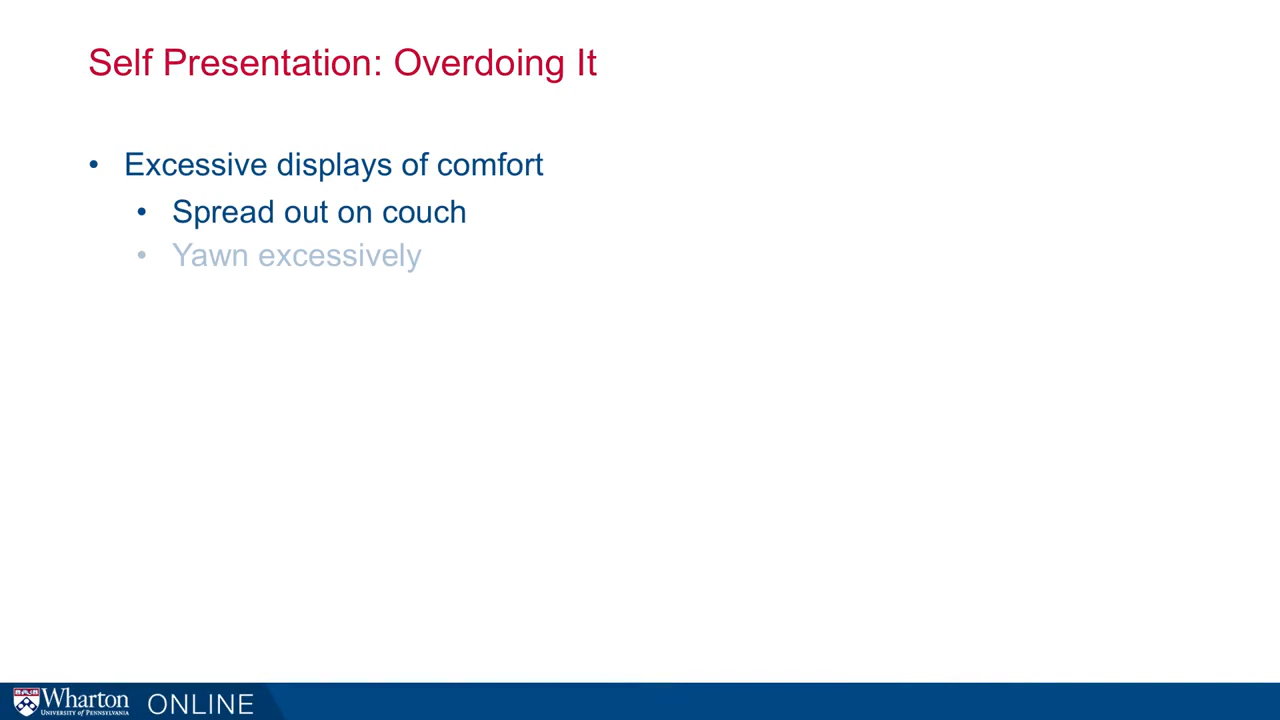 Self Presentation: Overdoing It
• Excessive displays of comfort
• Spread out on couch
• Yawn excessively
Wharton
UNIVERSITY OF PENNSYLVANIA
ONLINE